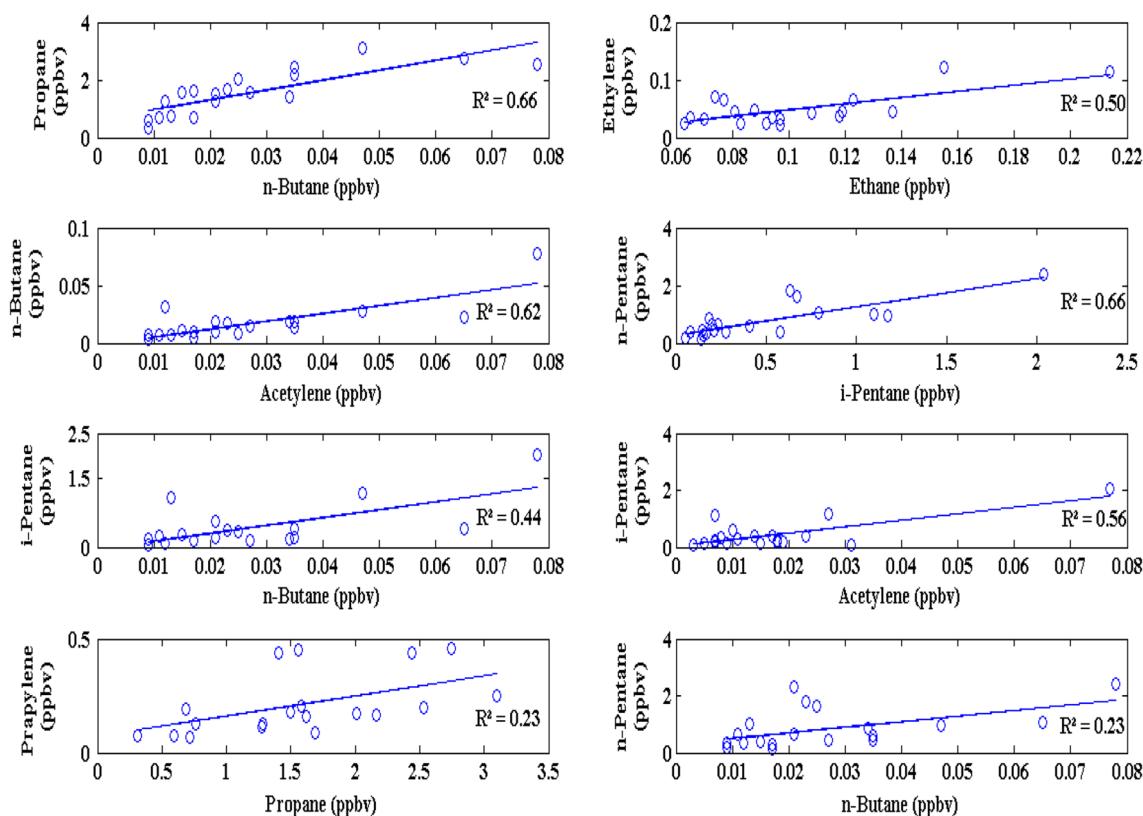 4
2
0
Propane
(ppbv)
R² = 0.66
0 0.01 0.02 0.03 0.04 0.05 0.06 0.07 0.08
n-Butane (ppbv)
0.2
0.1
0
Ethylene
(ppbv)
R² = 0.50
0.06 0.08 0.1 0.12 0.14 0.16 0.18 0.2 0.22
Ethane (ppbv)
0.1
0.05
0
n-Butane
(ppbv)
R² = 0.62
0 0.01 0.02 0.03 0.04 0.05 0.06 0.07 0.08
Acetylene (ppbv)
4
2
0
n-Pentane
(ppbv)
R² = 0.66
0 0.5 1 1.5 2 2.5
i-Pentane (ppbv)
2.5
1.5
0
i-Pentane
(ppbv)
R² = 0.44
0 0.01 0.02 0.03 0.04 0.05 0.06 0.07 0.08
n-Butane (ppbv)
4
2
0
i-Pentane
(ppbv)
R² = 0.56
0 0.01 0.02 0.03 0.04 0.05 0.06 0.07 0.08
Acetylene (ppbv)
0.5
0
Prapylene
(ppbv)
R² = 0.23
0 0.5 1 1.5 2 2.5 3 3.5
Propane (ppbv)
4
2
0
n-Pentane
(ppbv)
R² = 0.23
0 0.01 0.02 0.03 0.04 0.05 0.06 0.07 0.08
n-Butane (ppbv)